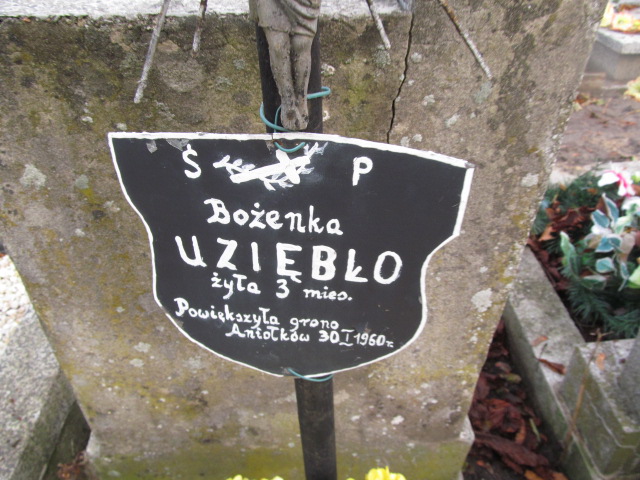 Ś P
Bożenka
UZIĘBŁO
żyła 3 mies.
Powiększyła grono
Aniołków 30 I 1960r.